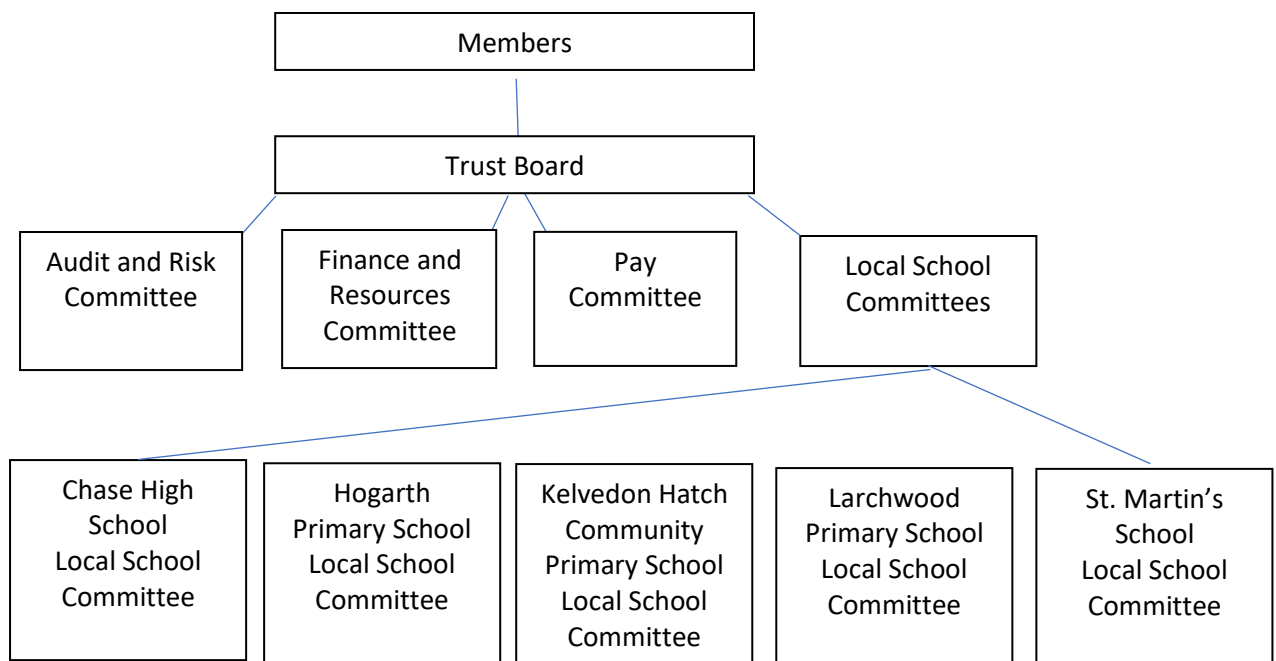 Members
Trust Board
Audit and Risk
Committee
Finance and
Resources
Committee
Pay
Committee
Local School
Committees
Chase High
School
Local School
Committee
Hogarth
Primary School
Local School
Committee
Kelvedon Hatch
Community
Primary School
Local School
Committee
Larchwood
Primary School
Local School
Committee
St. Martin’s
School
Local School
Committee